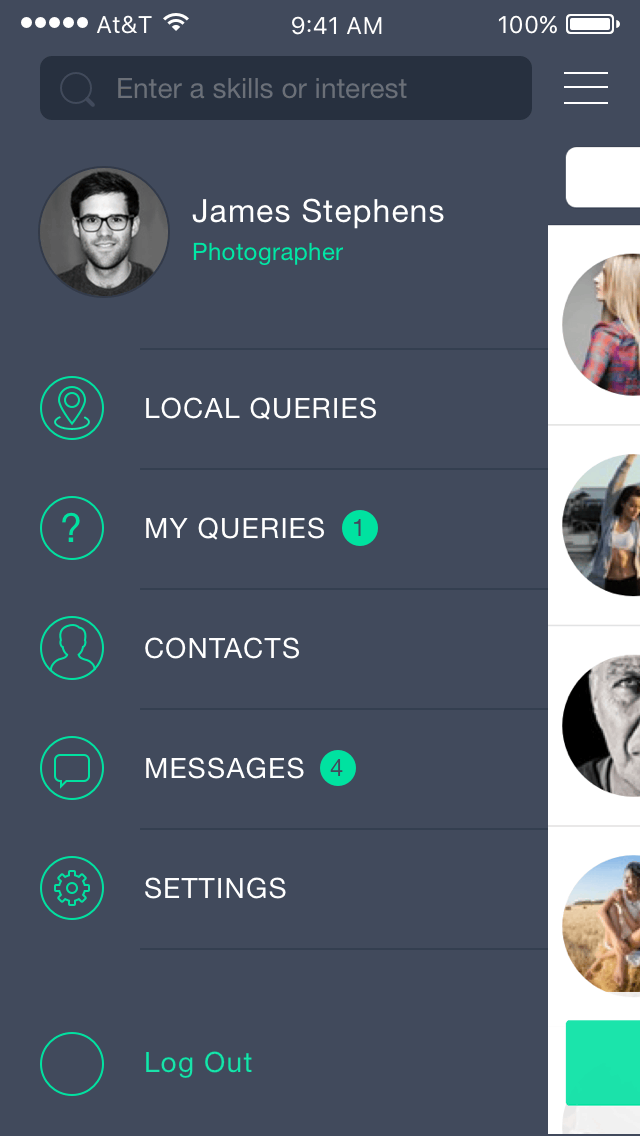 At&T 9:41 AM 100%
Enter a skills or interest
James Stephens
Photographer
LOCAL QUERIES
? MY QUERIES 1
CONTACTS
MESSAGES 4
SETTINGS
Log Out